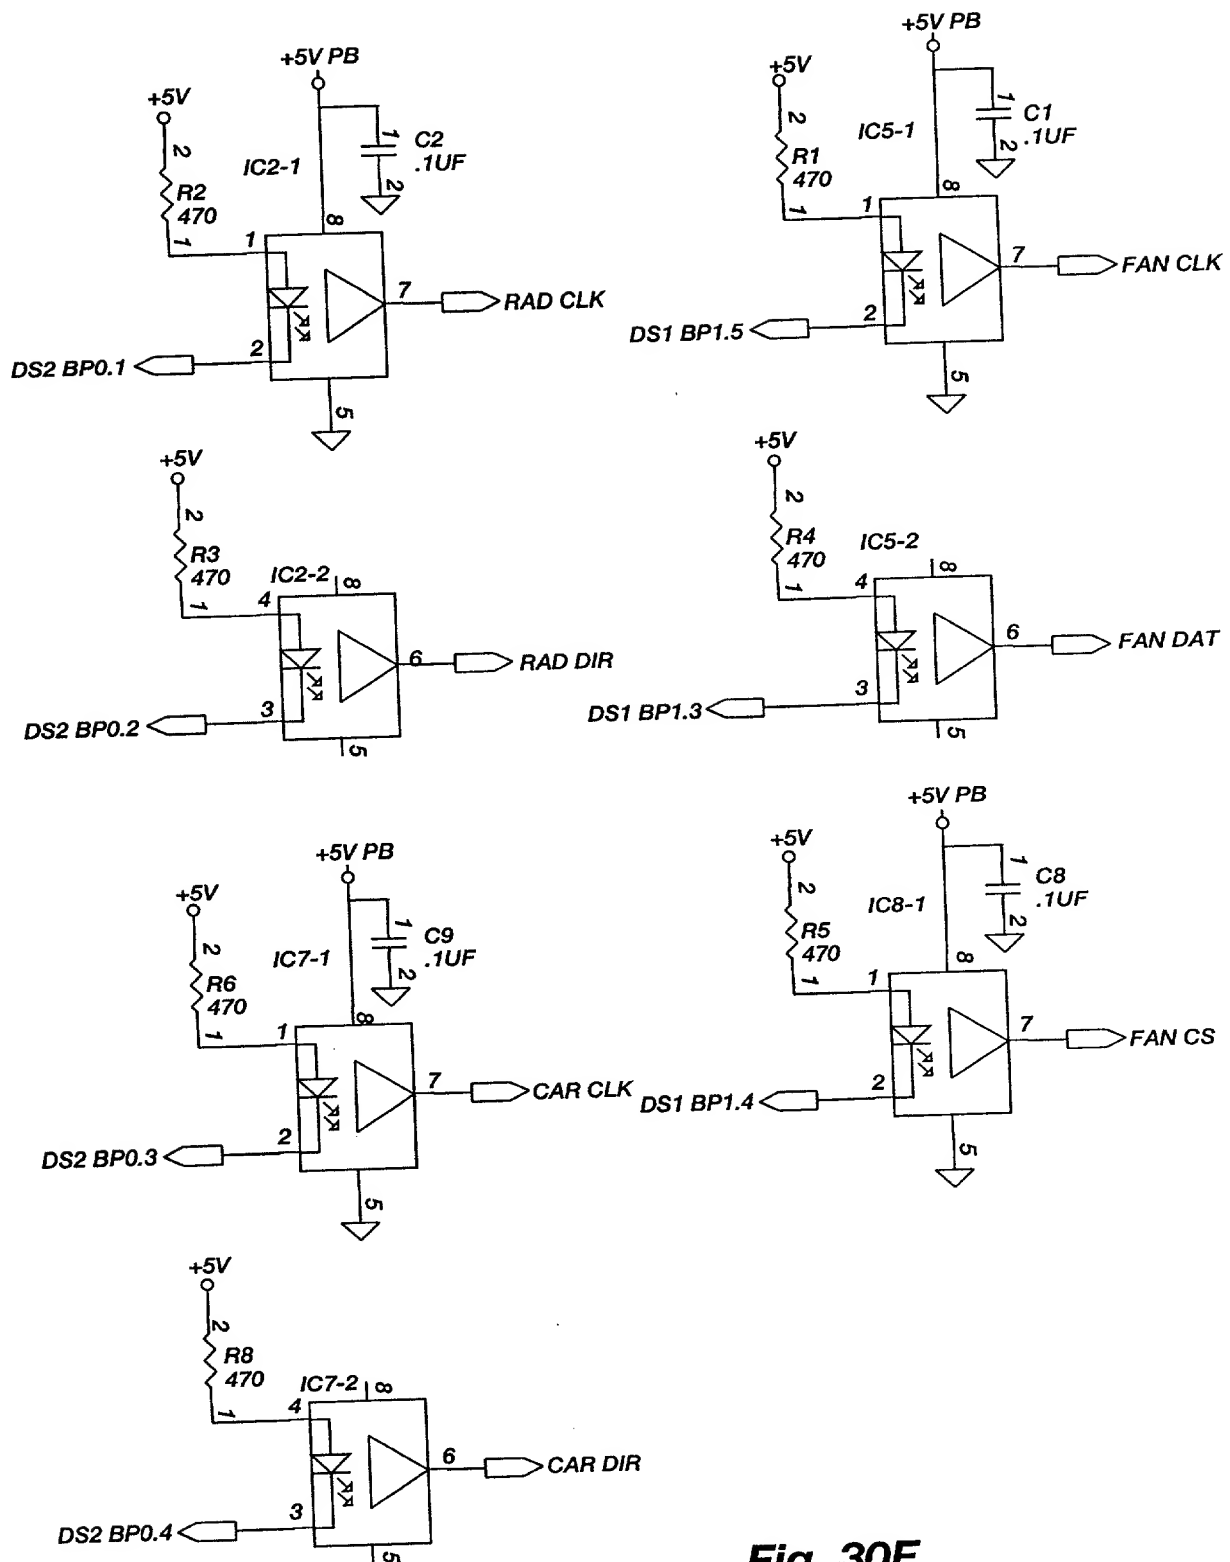 +5V PB
+5V
2
R2
470
1
IC2-1
1
C2
.1UF
2
8
1
7
RAD CLK
2
DS2 BP0.1
5
+5V PB
+5V
2
R1
470
1
IC5-1
1
C1
.1UF
2
8
1
7
FAN CLK
2
DS1 BP1.5
5
+5V
2
R3
470
1
IC2-2
8
4
6
RAD DIR
3
DS2 BP0.2
5
+5V
2
R4
470
1
IC5-2
8
4
6
FAN DAT
3
DS1 BP1.3
5
+5V PB
+5V
2
R6
470
1
IC7-1
1
C9
.1UF
2
8
1
7
CAR CLK
2
DS2 BP0.3
5
+5V PB
+5V
2
R5
470
1
IC8-1
1
C8
.1UF
2
8
1
7
FAN CS
2
DS1 BP1.4
5
+5V
2
R8
470
1
IC7-2
8
4
6
CAR DIR
3
DS2 BP0.4
5